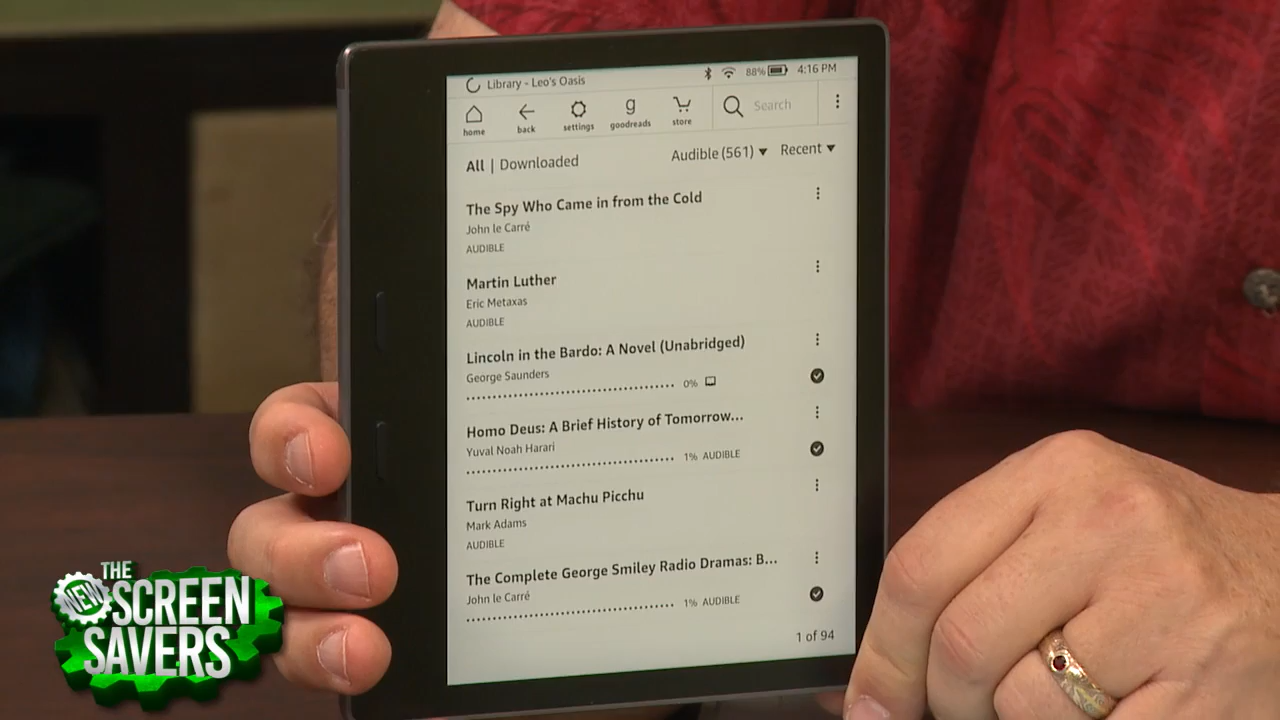 Library - Leo's Oasis 88% 4:16 PM
home back settings goodreads store Search
g
All | Downloaded Audible (561) Recent
The Spy Who Came in from the Cold
John le Carré
AUDIBLE
Martin Luther
Eric Metaxas
AUDIBLE
Lincoln in the Bardo: A Novel (Unabridged)
George Saunders
0%
Homo Deus: A Brief History of Tomorrow...
Yuval Noah Harari
1% AUDIBLE
Turn Right at Machu Picchu
Mark Adams
AUDIBLE
The Complete George Smiley Radio Dramas: B...
John le Carré
1% AUDIBLE
1 of 94
THE
NEW SCREEN
SAVERS